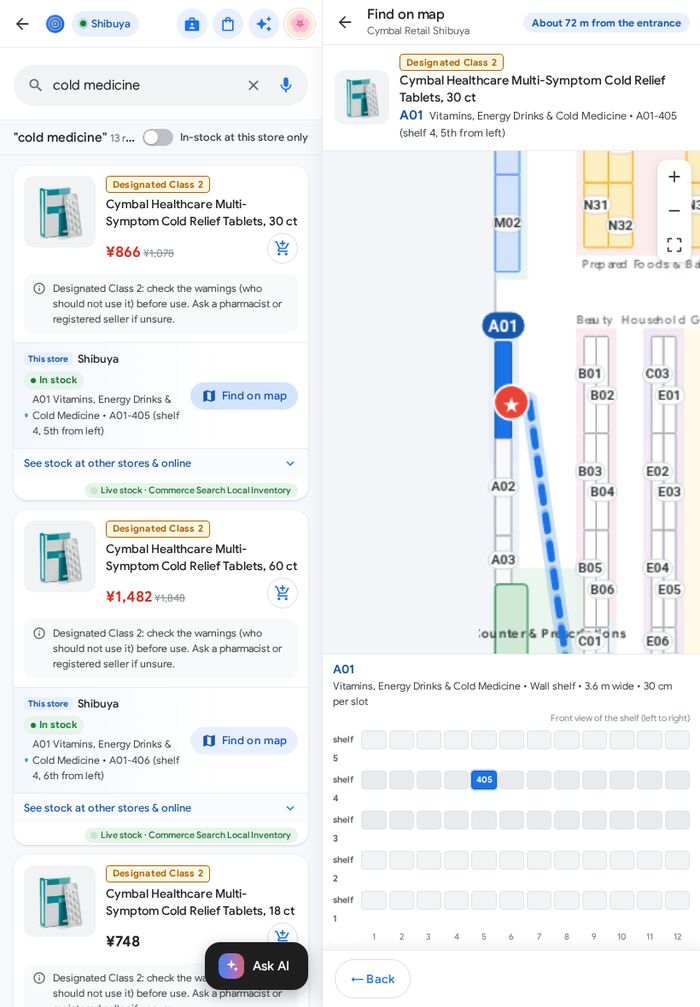 Shibuya
cold medicine
"cold medicine" 13 r... In-stock at this store only
Designated Class 2
Cymbal Healthcare Multi-
Symptom Cold Relief Tablets, 30 ct
¥866 ¥1,078
Designated Class 2: check the warnings (who
should not use it) before use. Ask a pharmacist or
registered seller if unsure.
This store Shibuya
In stock
A01 Vitamins, Energy Drinks &
Cold Medicine • A01-405 (shelf
4, 5th from left)
Find on map
See stock at other stores & online
Live stock · Commerce Search Local Inventory
Designated Class 2
Cymbal Healthcare Multi-
Symptom Cold Relief Tablets, 60 ct
¥1,482 ¥1,848
Designated Class 2: check the warnings (who
should not use it) before use. Ask a pharmacist or
registered seller if unsure.
This store Shibuya
In stock
A01 Vitamins, Energy Drinks &
Cold Medicine • A01-406 (shelf
4, 6th from left)
Find on map
See stock at other stores & online
Live stock · Commerce Search Local Inventory
Designated Class 2
Cymbal Healthcare Multi-
Symptom Cold Relief Tablets, 18 ct
¥748
Designated Class 2: check the wa
should not use it) before use. As
Ask AI
Find on map
Cymbal Retail Shibuya
About 72 m from the entrance
Designated Class 2
Cymbal Healthcare Multi-Symptom Cold Relief
Tablets, 30 ct
A01 Vitamins, Energy Drinks & Cold Medicine • A01-405
(shelf 4, 5th from left)
N31
N32
M02
Prepared Foods & Ba
Beauty Household G
A01
B01
C03
B02
E01
B03
E02
A02
B04
E03
A03
B05
E04
B06
E05
Counter & Prescriptions
C01
E06
A01
Vitamins, Energy Drinks & Cold Medicine • Wall shelf • 3.6 m wide • 30 cm
per slot
Front view of the shelf (left to right)
shelf
5
shelf 405
4
shelf
3
shelf
2
shelf
1
1 2 3 4 5 6 7 8 9 10 11 12
← Back